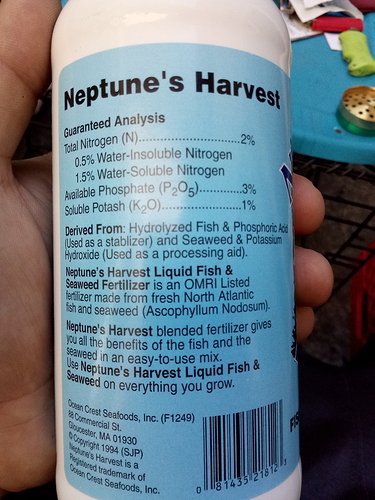 Neptune's Harvest
Guaranteed Analysis
Total Nitrogen (N)..............................2%
0.5% Water-Insoluble Nitrogen
1.5% Water-Soluble Nitrogen
Available Phosphate (P₂O₅).............3%
Soluble Potash (K₂O)........................1%
Derived From: Hydrolyzed Fish & Phosphoric Acid
(Used as a stablizer) and Seaweed & Potassium
Hydroxide (Used as a processing aid).
Neptune's Harvest Liquid Fish &
Seaweed Fertilizer is an OMRI Listed
fertilizer made from fresh North Atlantic
fish and seaweed (Ascophyllum Nodosum).
Neptune's Harvest blended fertilizer gives
you all the benefits of the fish and the
seaweed in an easy-to-use mix.
Use Neptune's Harvest Liquid Fish &
Seaweed on everything you grow.
Ocean Crest Seafoods, Inc. (F1249)
88 Commercial St.
Gloucester, MA 01930
© Copyright 1994 (SJP)
Neptune's Harvest is a
Registered trademark of
Ocean Crest Seafoods, Inc.
0 81435 21812 3